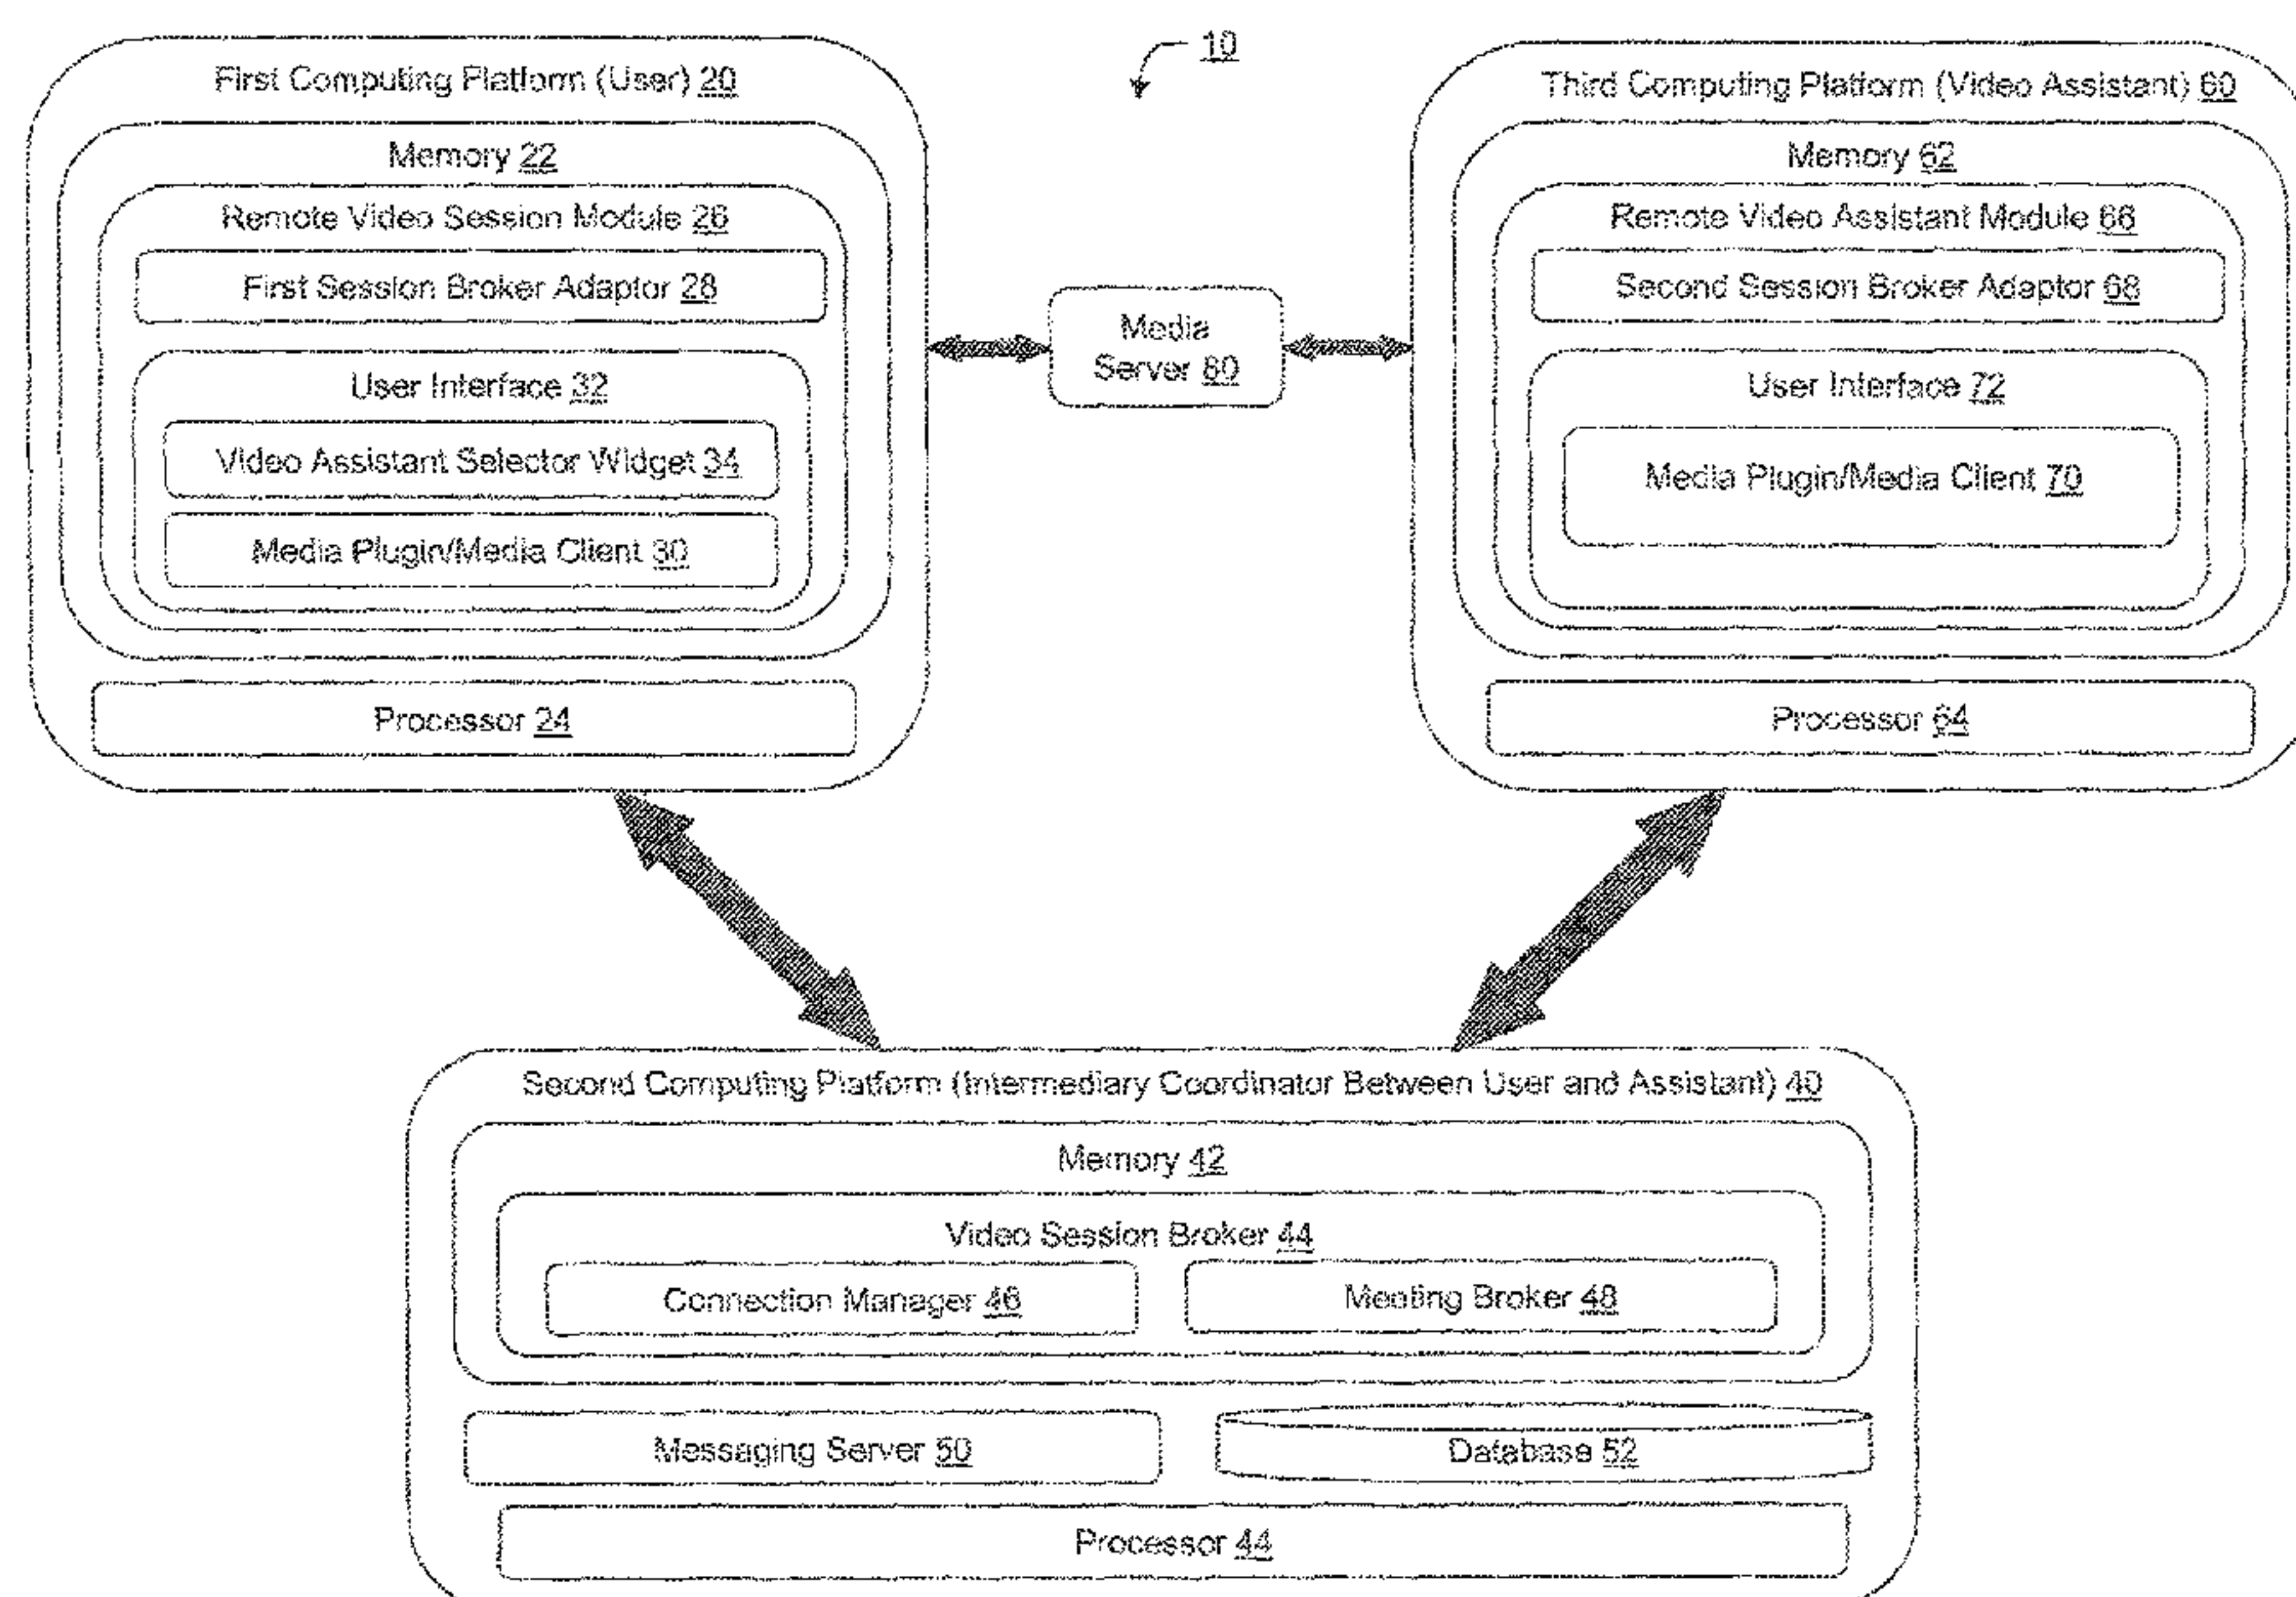 10
First Computing Platform (User) 20
Memory 22
Remote Video Session Module 26
First Session Broker Adaptor 28
User Interface 32
Video Assistant Selector Widget 34
Media Plugin/Media Client 30
Processor 24
Media
Server 80
Third Computing Platform (Video Assistant) 60
Memory 62
Remote Video Assistant Module 66
Second Session Broker Adaptor 68
User Interface 72
Media Plugin/Media Client 70
Processor 64
Second Computing Platform (Intermediary Coordinator Between User and Assistant) 40
Memory 42
Video Session Broker 44
Connection Manager 46
Meeting Broker 48
Messaging Server 50
Database 52
Processor 44